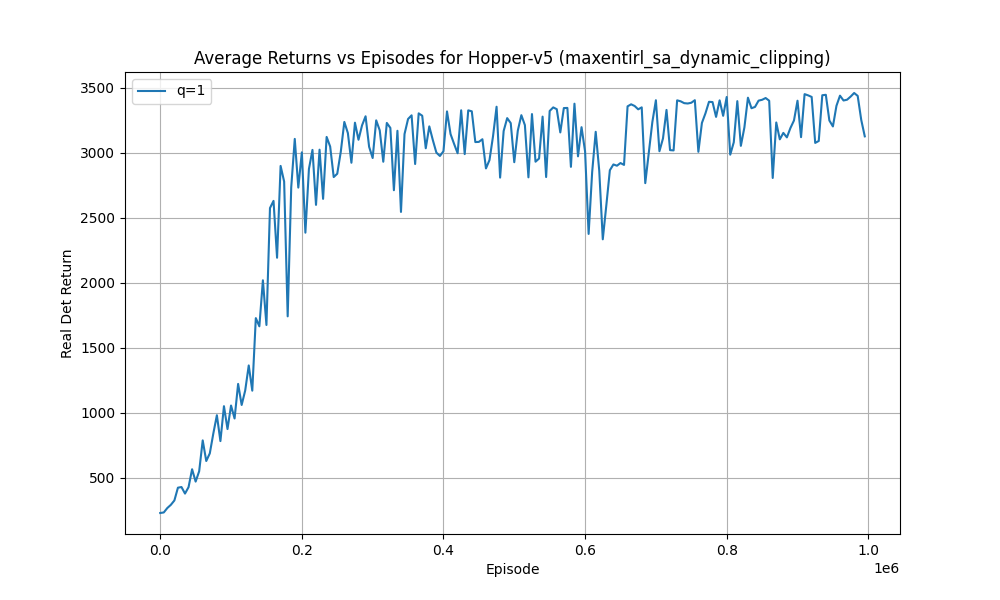 Average Returns vs Episodes for Hopper-v5 (maxentirl_sa_dynamic_clipping)
q=1
3500
3000
2500
2000
1500
1000
500
Real Det Return
0.0 0.2 0.4 0.6 0.8 1.0
1e6
Episode